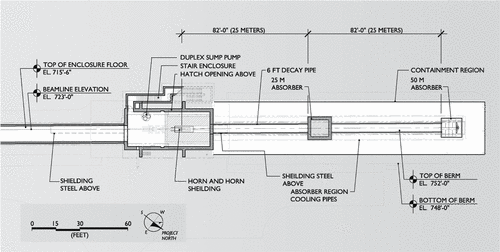 82'-0" (25 METERS)
82'-0" (25 METERS)
DUPLEX SUMP PUMP
STAIR ENCLOSURE
HATCH OPENING ABOVE
TOP OF ENCLOSURE FLOOR
EL. 715'-6"
BEAMLINE ELEVATION
EL. 723'-0"
6 FT DECAY PIPE
25 M
ABSORBER
CONTAINMENT REGION
50 M
ABSORBER
SHEILDING
STEEL ABOVE
HORN AND HORN
SHEILDING
SHEILDING STEEL
ABOVE
ABSORBER REGION
COOLING PIPES
TOP OF BERM
EL. 752'-0"
BOTTOM OF BERM
EL. 748'-0"
0 15 30 45 60
(FEET)
N
E
S
W
PROJECT
NORTH